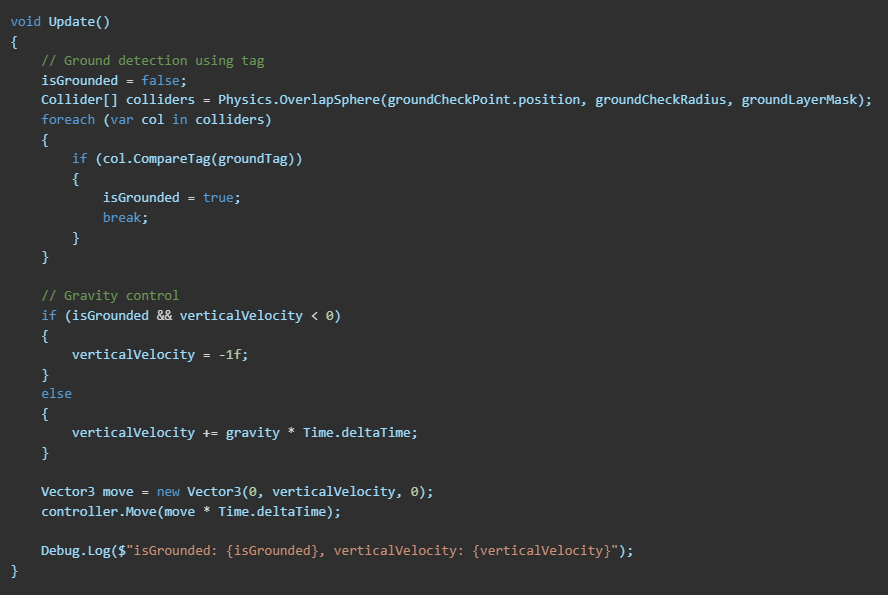 void Update()
{
    // Ground detection using tag
    isGrounded = false;
    Collider[] colliders = Physics.OverlapSphere(groundCheckPoint.position, groundCheckRadius, groundLayerMask);
    foreach (var col in colliders)
    {
        if (col.CompareTag(groundTag))
        {
            isGrounded = true;
            break;
        }
    }

    // Gravity control
    if (isGrounded && verticalVelocity < 0)
    {
        verticalVelocity = -1f;
    }
    else
    {
        verticalVelocity += gravity * Time.deltaTime;
    }

    Vector3 move = new Vector3(0, verticalVelocity, 0);
    controller.Move(move * Time.deltaTime);

    Debug.Log($"isGrounded: {isGrounded}, verticalVelocity: {verticalVelocity}");
}